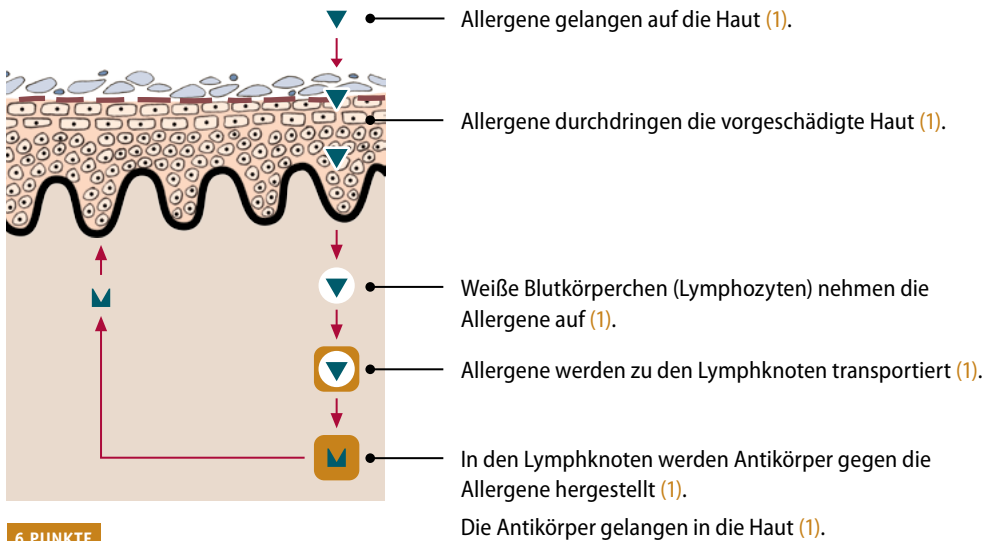 Allergene gelangen auf die Haut (1).
Allergene durchdringen die vorgeschädigte Haut (1).
Weiße Blutkörperchen (Lymphozyten) nehmen die
Allergene auf (1).
Allergene werden zu den Lymphknoten transportiert (1).
In den Lymphknoten werden Antikörper gegen die
Allergene hergestellt (1).
Die Antikörper gelangen in die Haut (1).
6 PUNKTE